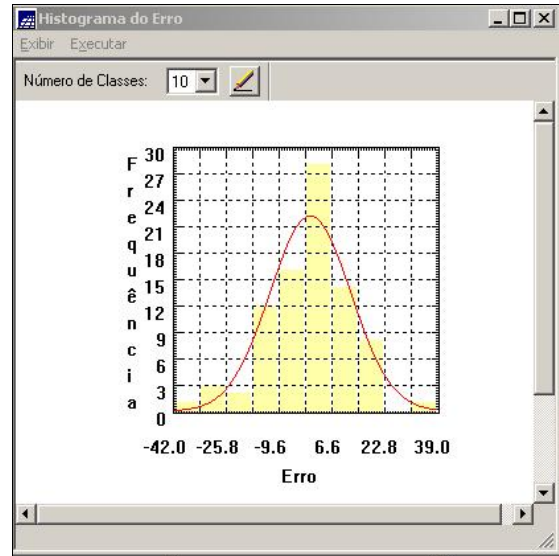 Histograma do Erro
Exibir Executar
Número de Classes: 10
Frequência
30
27
24
21
18
15
12
9
6
3
0
-42.0 -25.8 -9.6 6.6 22.8 39.0
Erro